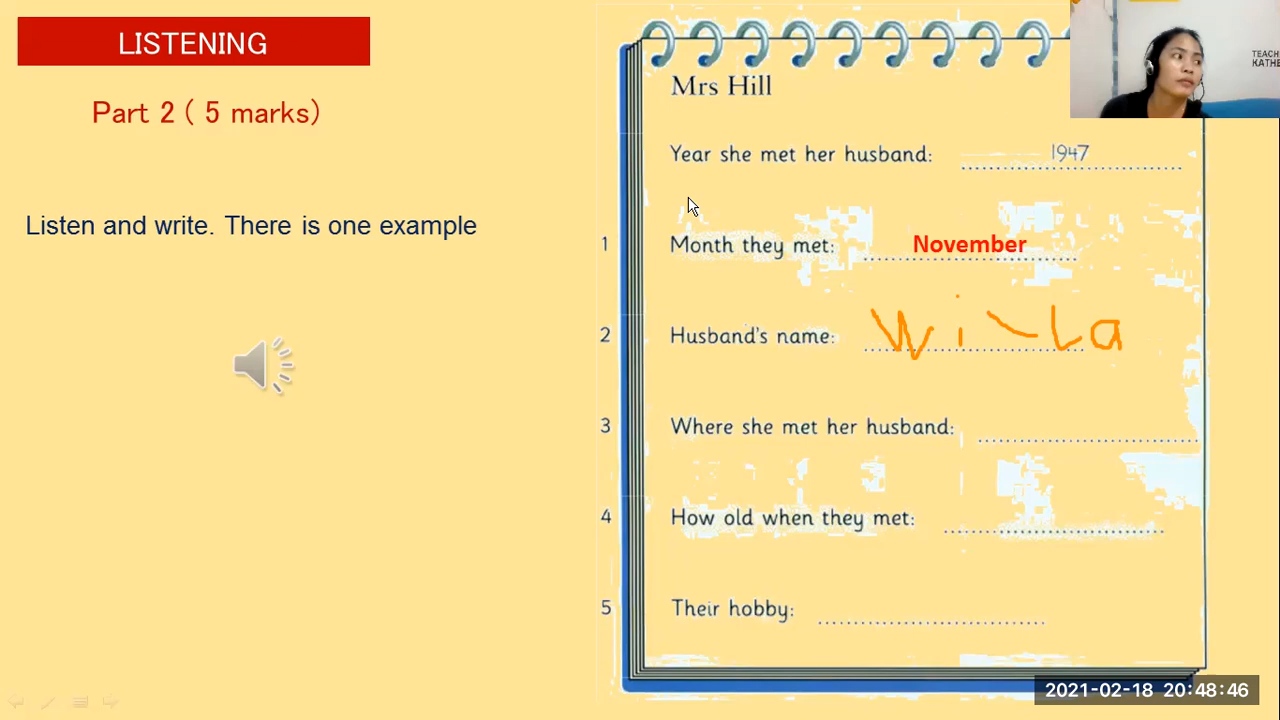 LISTENING
Part 2 ( 5 marks)
Listen and write. There is one example
Mrs Hill
Year she met her husband: 1947
1 Month they met: November
2 Husband's name:
3 Where she met her husband:
4 How old when they met:
5 Their hobby:
2021-02-18 20:48:46